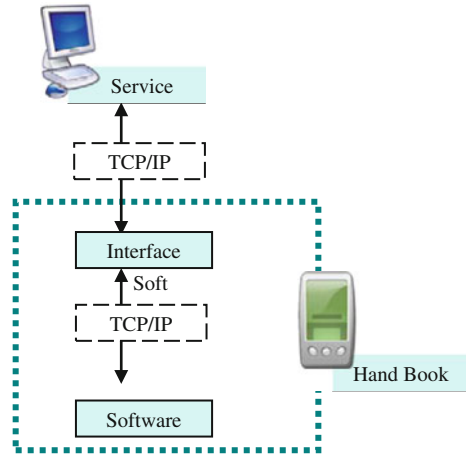 Service
TCP/IP
Interface
Soft
TCP/IP
Hand Book
Software